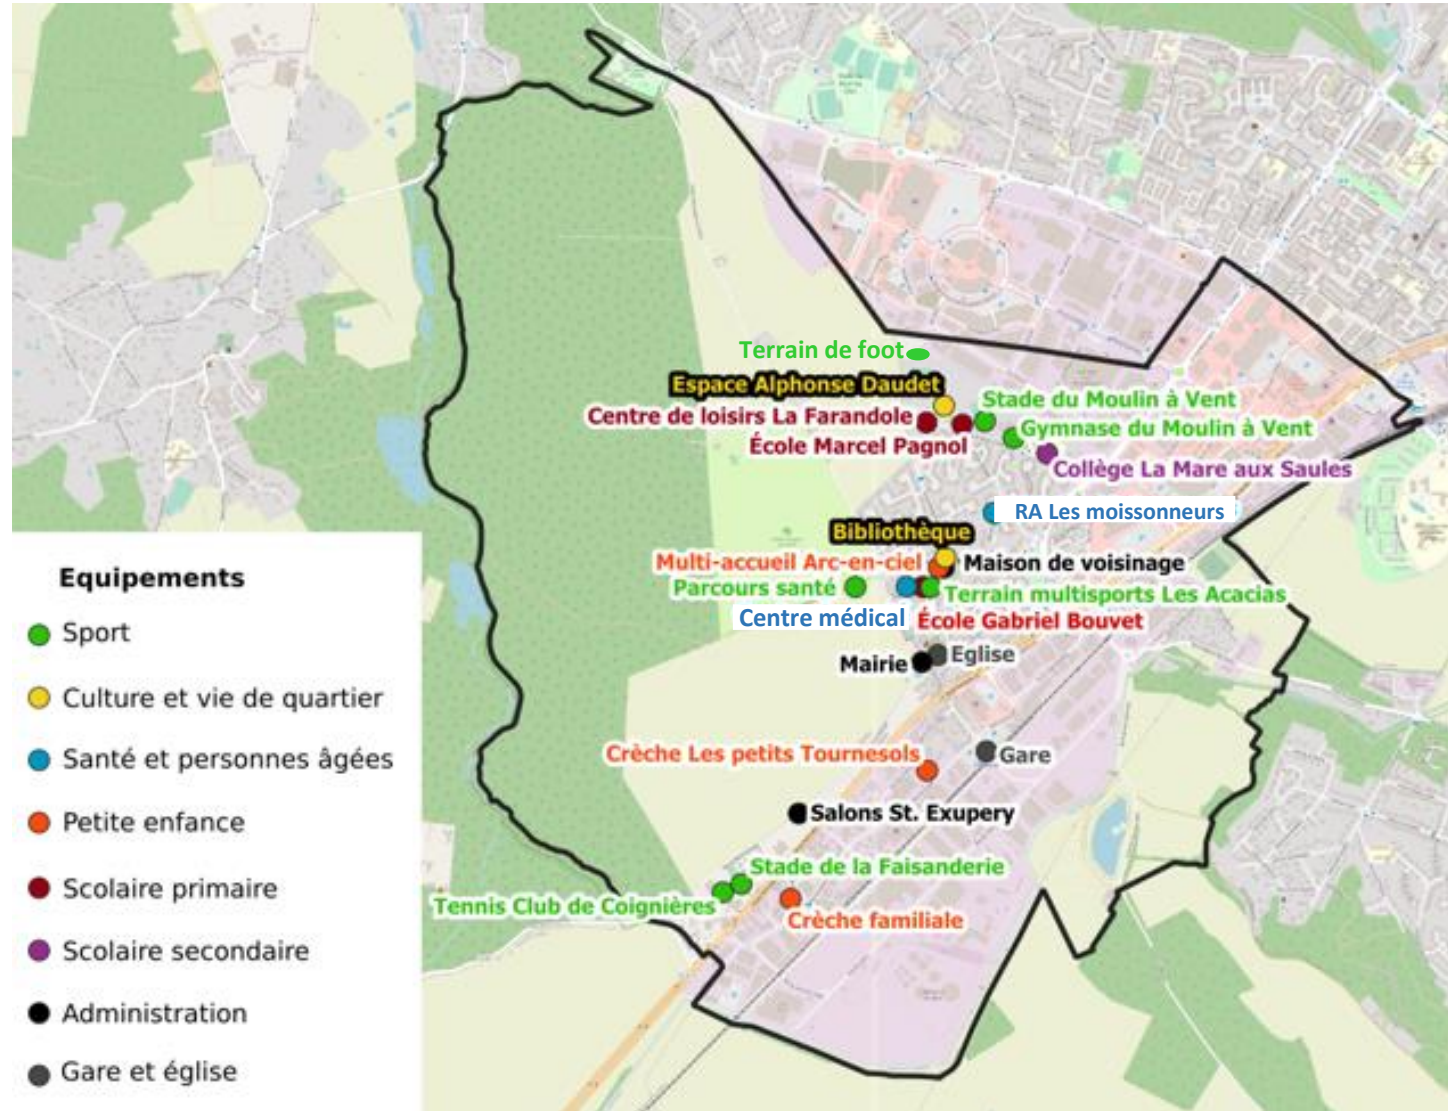 Terrain de foot
Espace Alphonse Daudet
Stade du Moulin à Vent
Centre de loisirs La Farandole
Gymnase du Moulin à Vent
École Marcel Pagnol
Collège La Mare aux Saules
RA Les moissonneurs
Bibliothèque
Multi-accueil Arc-en-ciel
Maison de voisinage
Parcours santé
Terrain multisports Les Acacias
Centre médical
École Gabriel Bouvet
Mairie
Eglise
Crèche Les petits Tournesols
Gare
Salons St. Exupery
Stade de la Faisanderie
Tennis Club de Coignières
Crèche familiale
Equipements
Sport
Culture et vie de quartier
Santé et personnes âgées
Petite enfance
Scolaire primaire
Scolaire secondaire
Administration
Gare et église